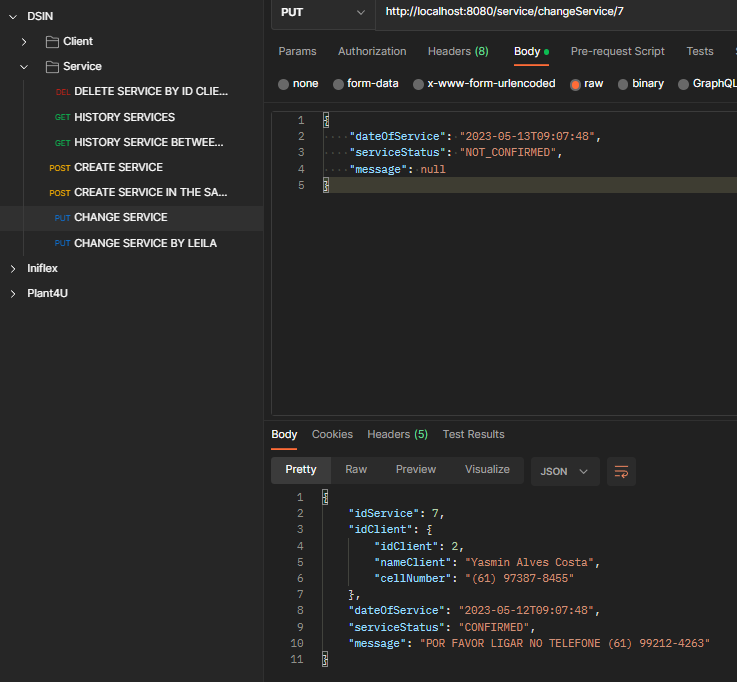 DSIN
Client
Service
DEL DELETE SERVICE BY ID CLIE...
GET HISTORY SERVICES
GET HISTORY SERVICE BETWEE...
POST CREATE SERVICE
POST CREATE SERVICE IN THE SA...
PUT CHANGE SERVICE
PUT CHANGE SERVICE BY LEILA
Iniflex
Plant4U
PUT http://localhost:8080/service/changeService/7
Params Authorization Headers (8) Body Pre-request Script Tests
none form-data x-www-form-urlencoded raw binary GraphQL
1 {
2 "dateOfService": "2023-05-13T09:07:48",
3 "serviceStatus": "NOT_CONFIRMED",
4 "message": null
5 }
Body Cookies Headers (5) Test Results
Pretty Raw Preview Visualize JSON
1 {
2 "idService": 7,
3 "idClient": {
4 "idClient": 2,
5 "nameClient": "Yasmin Alves Costa",
6 "cellNumber": "(61) 97387-8455"
7 },
8 "dateOfService": "2023-05-12T09:07:48",
9 "serviceStatus": "CONFIRMED",
10 "message": "POR FAVOR LIGAR NO TELEFONE (61) 99212-4263"
11 }